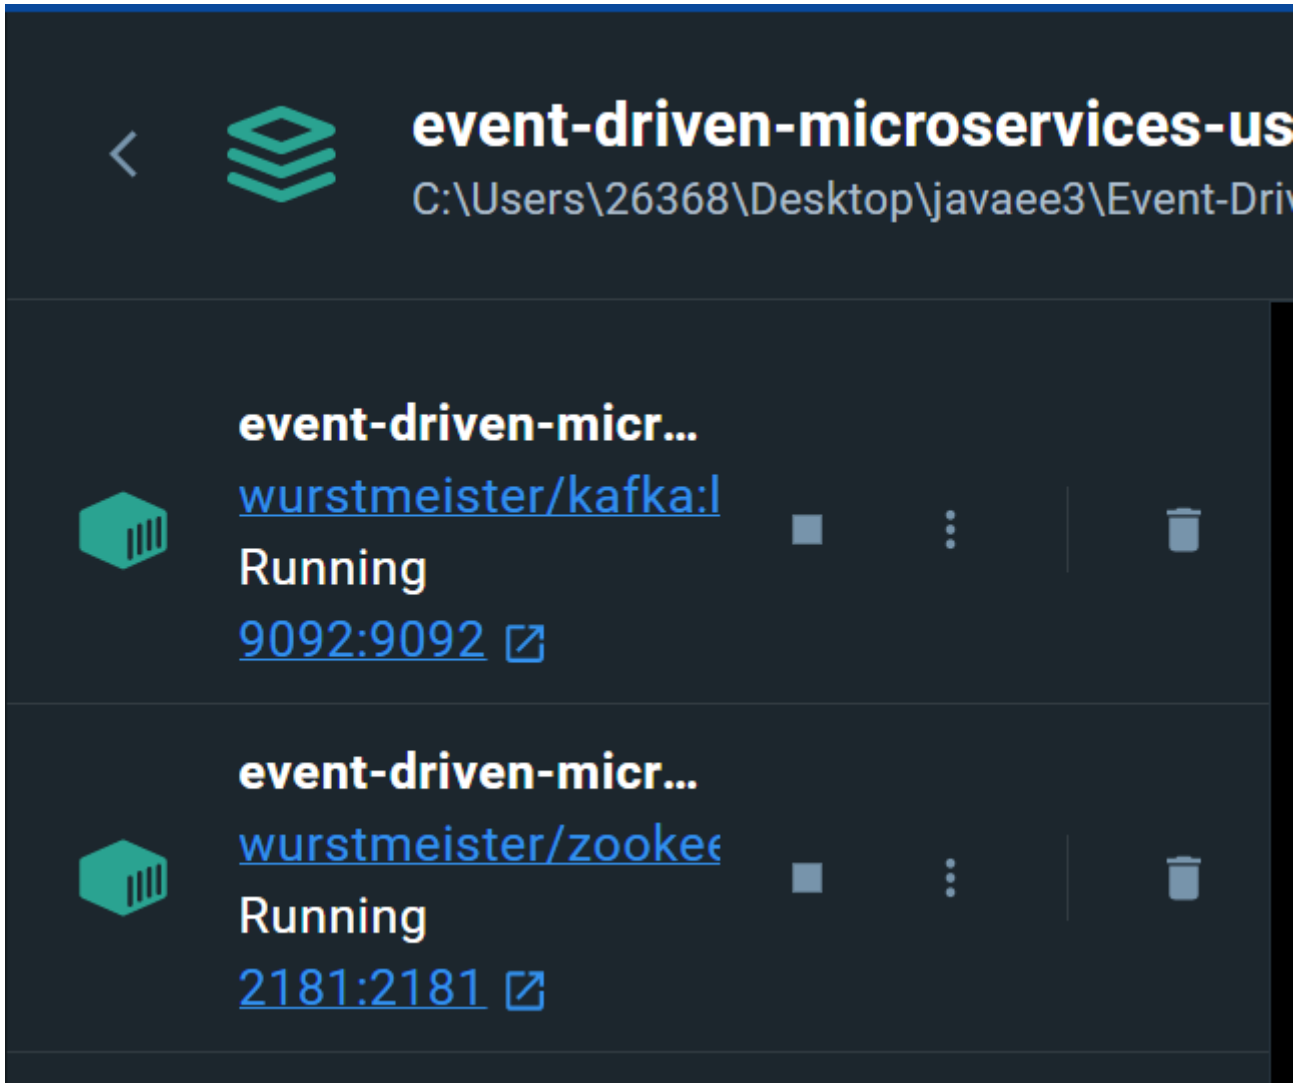 event-driven-microservices-us
C:\Users\26368\Desktop\javaee3\Event-Driv
event-driven-micr...
wurstmeister/kafka:l
Running
9092:9092
event-driven-micr...
wurstmeister/zookee
Running
2181:2181